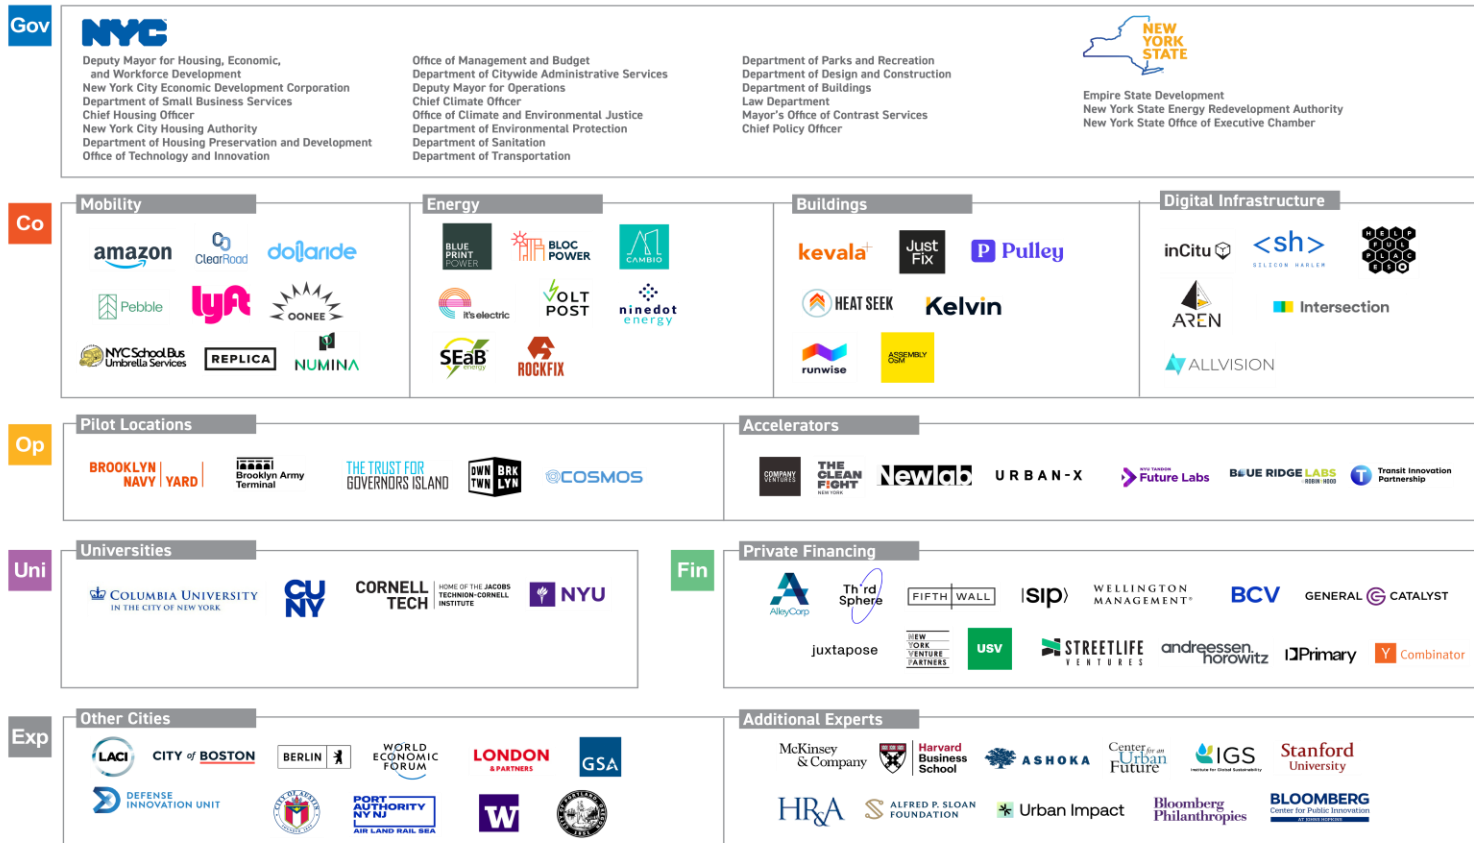 Gov
NYC
Deputy Mayor for Housing, Economic,
and Workforce Development
New York City Economic Development Corporation
Department of Small Business Services
Chief Housing Officer
New York City Housing Authority
Department of Housing Preservation and Development
Office of Technology and Innovation
Office of Management and Budget
Department of Citywide Administrative Services
Deputy Mayor for Operations
Chief Climate Officer
Office of Climate and Environmental Justice
Department of Environmental Protection
Department of Sanitation
Department of Transportation
Department of Parks and Recreation
Department of Design and Construction
Department of Buildings
Law Department
Mayor's Office of Contrast Services
Chief Policy Officer
NEW
YORK
STATE
Empire State Development
New York State Energy Redevelopment Authority
New York State Office of Executive Chamber
Co
Mobility
amazon
ClearRoad
dollaride
Pebble
lyft
OONEE
NYC School Bus
Umbrella Services
REPLICA
NUMINA
Energy
BLUE
PRINT
POWER
BLOC
POWER
CAMBIO
it's electric
VOLT
POST
ninedot
energy
SEaB
energy
ROCKFIX
Buildings
kevala
Just
Fix
P Pulley
HEAT SEEK
Kelvin
runwise
ASSEMBLY
OSM
Digital Infrastructure
inCitu
<sh>
SILICON HARLEM
HELP
FUL
PLAC
ES
AREN
Intersection
ALLVISION
Op
Pilot Locations
BROOKLYN
NAVY YARD
Brooklyn Army
Terminal
THE TRUST FOR
GOVERNORS ISLAND
DWN BRK
TWN LYN
COSMOS
Accelerators
COMPANY
VENTURES
THE
CLEAN
FIGHT
NEW YORK
Newlab
URBAN-X
NYU TANDON
Future Labs
BLUE RIDGE LABS
ROBIN HOOD
T
Transit Innovation
Partnership
Uni
Universities
COLUMBIA UNIVERSITY
IN THE CITY OF NEW YORK
CU
NY
CORNELL
TECH
HOME OF THE JACOBS
TECHNION-CORNELL
INSTITUTE
NYU
Fin
Private Financing
AlleyCorp
Third
Sphere
FIFTH WALL
SIP
WELLINGTON
MANAGEMENT®
BCV
GENERAL CATALYST
juxtapose
NEW
YORK
VENTURE
PARTNERS
USV
STREETLIFE
VENTURES
andreessen.
horowitz
Primary
Y Combinator
Exp
Other Cities
LACI
CITY of BOSTON
BERLIN
WORLD
ECONOMIC
FORUM
LONDON
& PARTNERS
GSA
DEFENSE
INNOVATION UNIT
CITY OF AUSTIN
PORT
AUTHORITY
NY NJ
AIR LAND RAIL SEA
W
Additional Experts
McKinsey
& Company
Harvard
Business
School
ASHOKA
Center for an
Urban
Future
IGS
Institute for Global Sustainability
Stanford
University
HR&A
ALFRED P. SLOAN
FOUNDATION
Urban Impact
Bloomberg
Philanthropies
BLOOMBERG
Center for Public Innovation
AT JOHNS HOPKINS